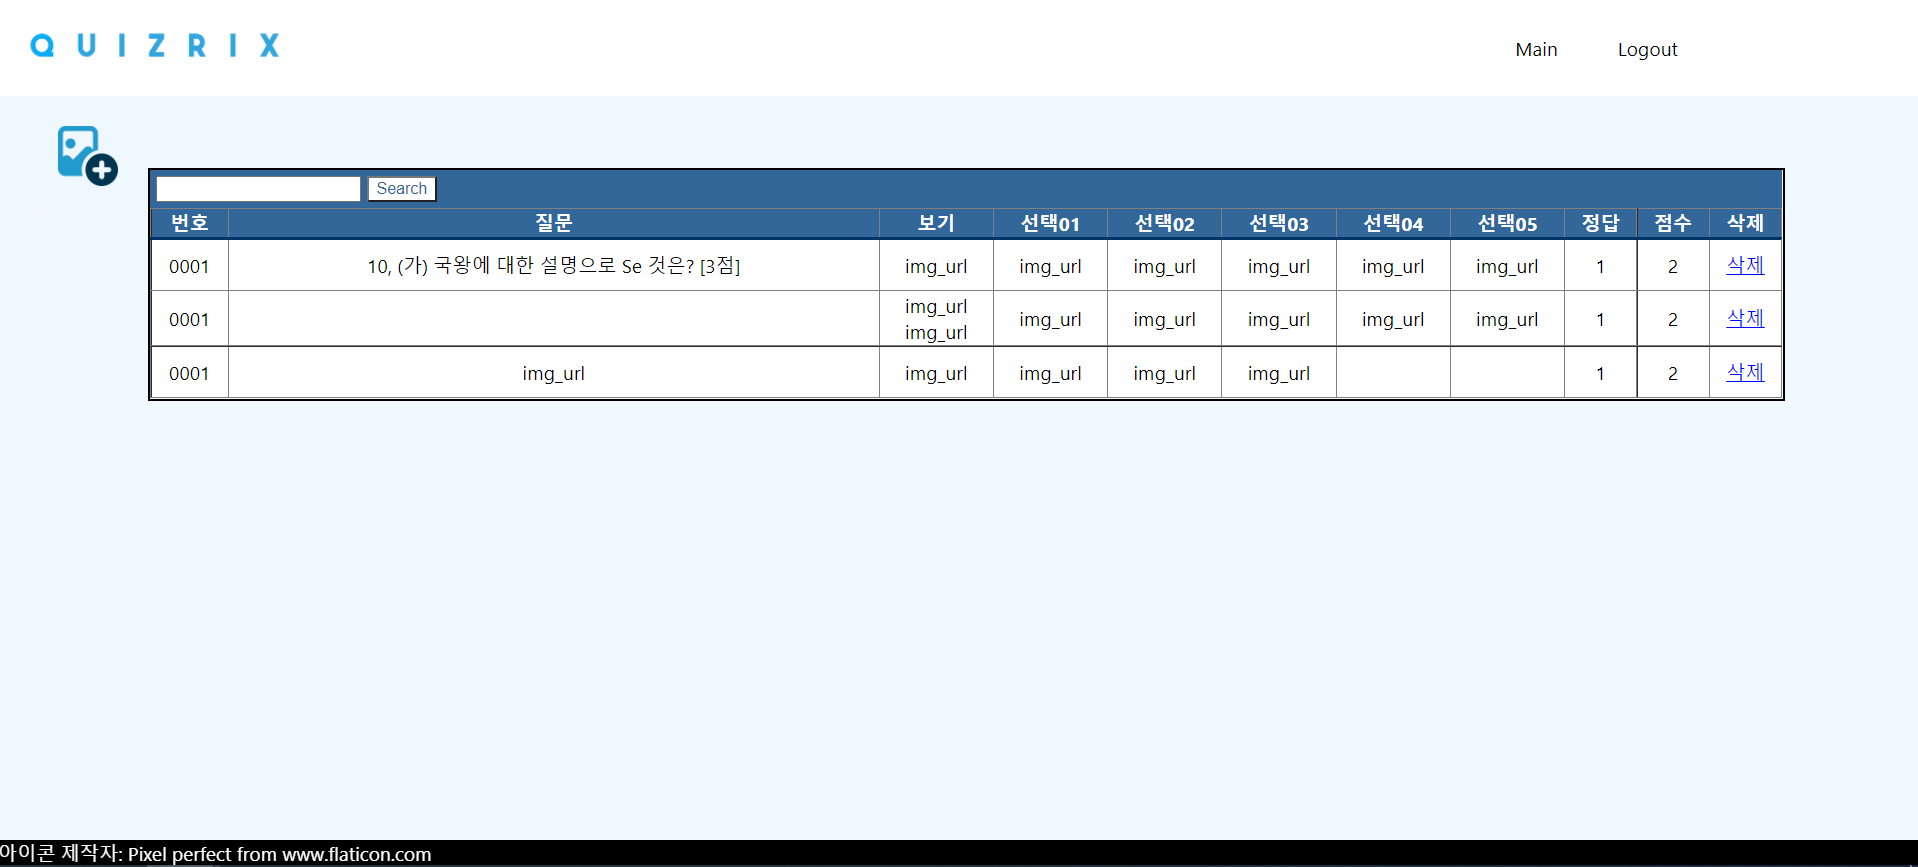 QUIZRIX Main Logout
Search
번호 질문 보기 선택01 선택02 선택03 선택04 선택05 정답 점수 삭제
0001 10, (가) 국왕에 대한 설명으로 Se 것은? [3점] img_url img_url img_url img_url img_url img_url 1 2 삭제
0001 img_url img_url img_url img_url img_url img_url img_url 1 2 삭제
0001 img_url img_url img_url img_url img_url 1 2 삭제
아이콘 제작자: Pixel perfect from www.flaticon.com